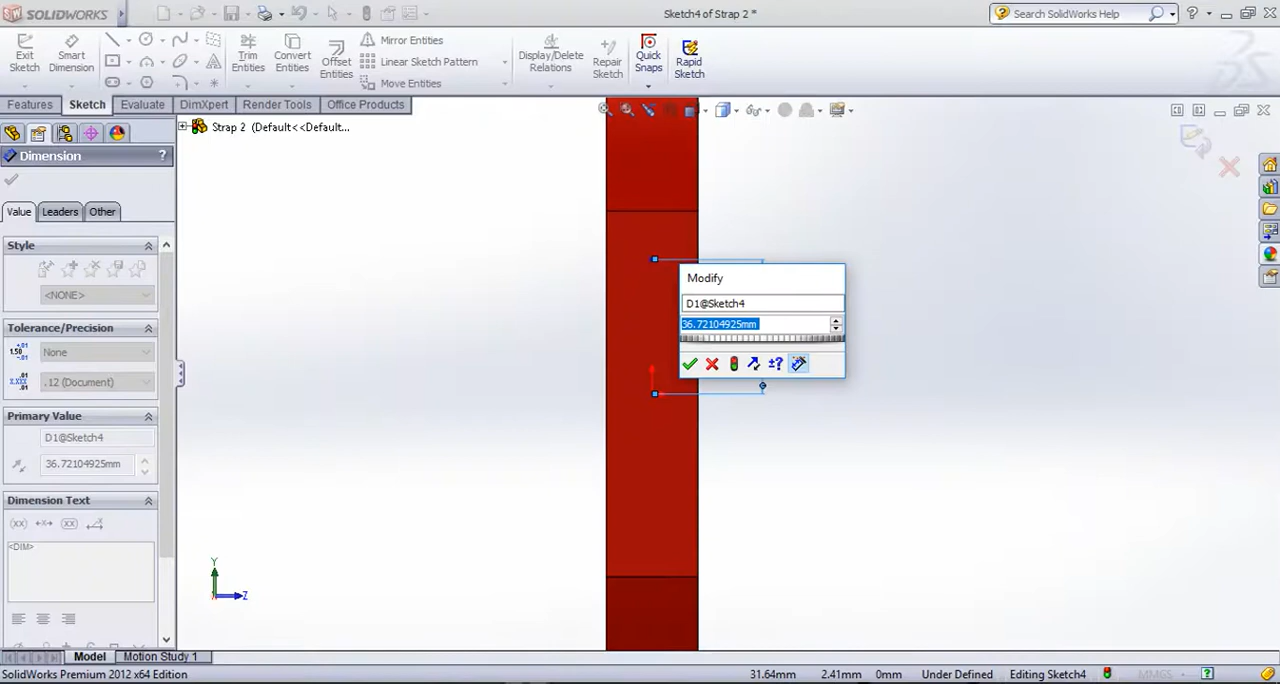 SOLIDWORKS
Sketch4 of Strap 2 *
Search SolidWorks Help
Exit Sketch
Smart Dimension
Trim Entities
Convert Entities
Offset Entities
Mirror Entities
Linear Sketch Pattern
Move Entities
Display/Delete Relations
Repair Sketch
Quick Snaps
Rapid Sketch
Features
Sketch
Evaluate
DimXpert
Render Tools
Office Products
Strap 2 (Default<<Default...
Dimension
?
Value
Leaders
Other
Style
<NONE>
Tolerance/Precision
None
.12 (Document)
Primary Value
D1@Sketch4
36.72104925mm
Dimension Text
<DIM>
Modify
D1@Sketch4
36.72104925mm
±?
Y
Z
Model
Motion Study 1
SolidWorks Premium 2012 x64 Edition
31.64mm
2.41mm
0mm
Under Defined
Editing Sketch4
MMGS
?